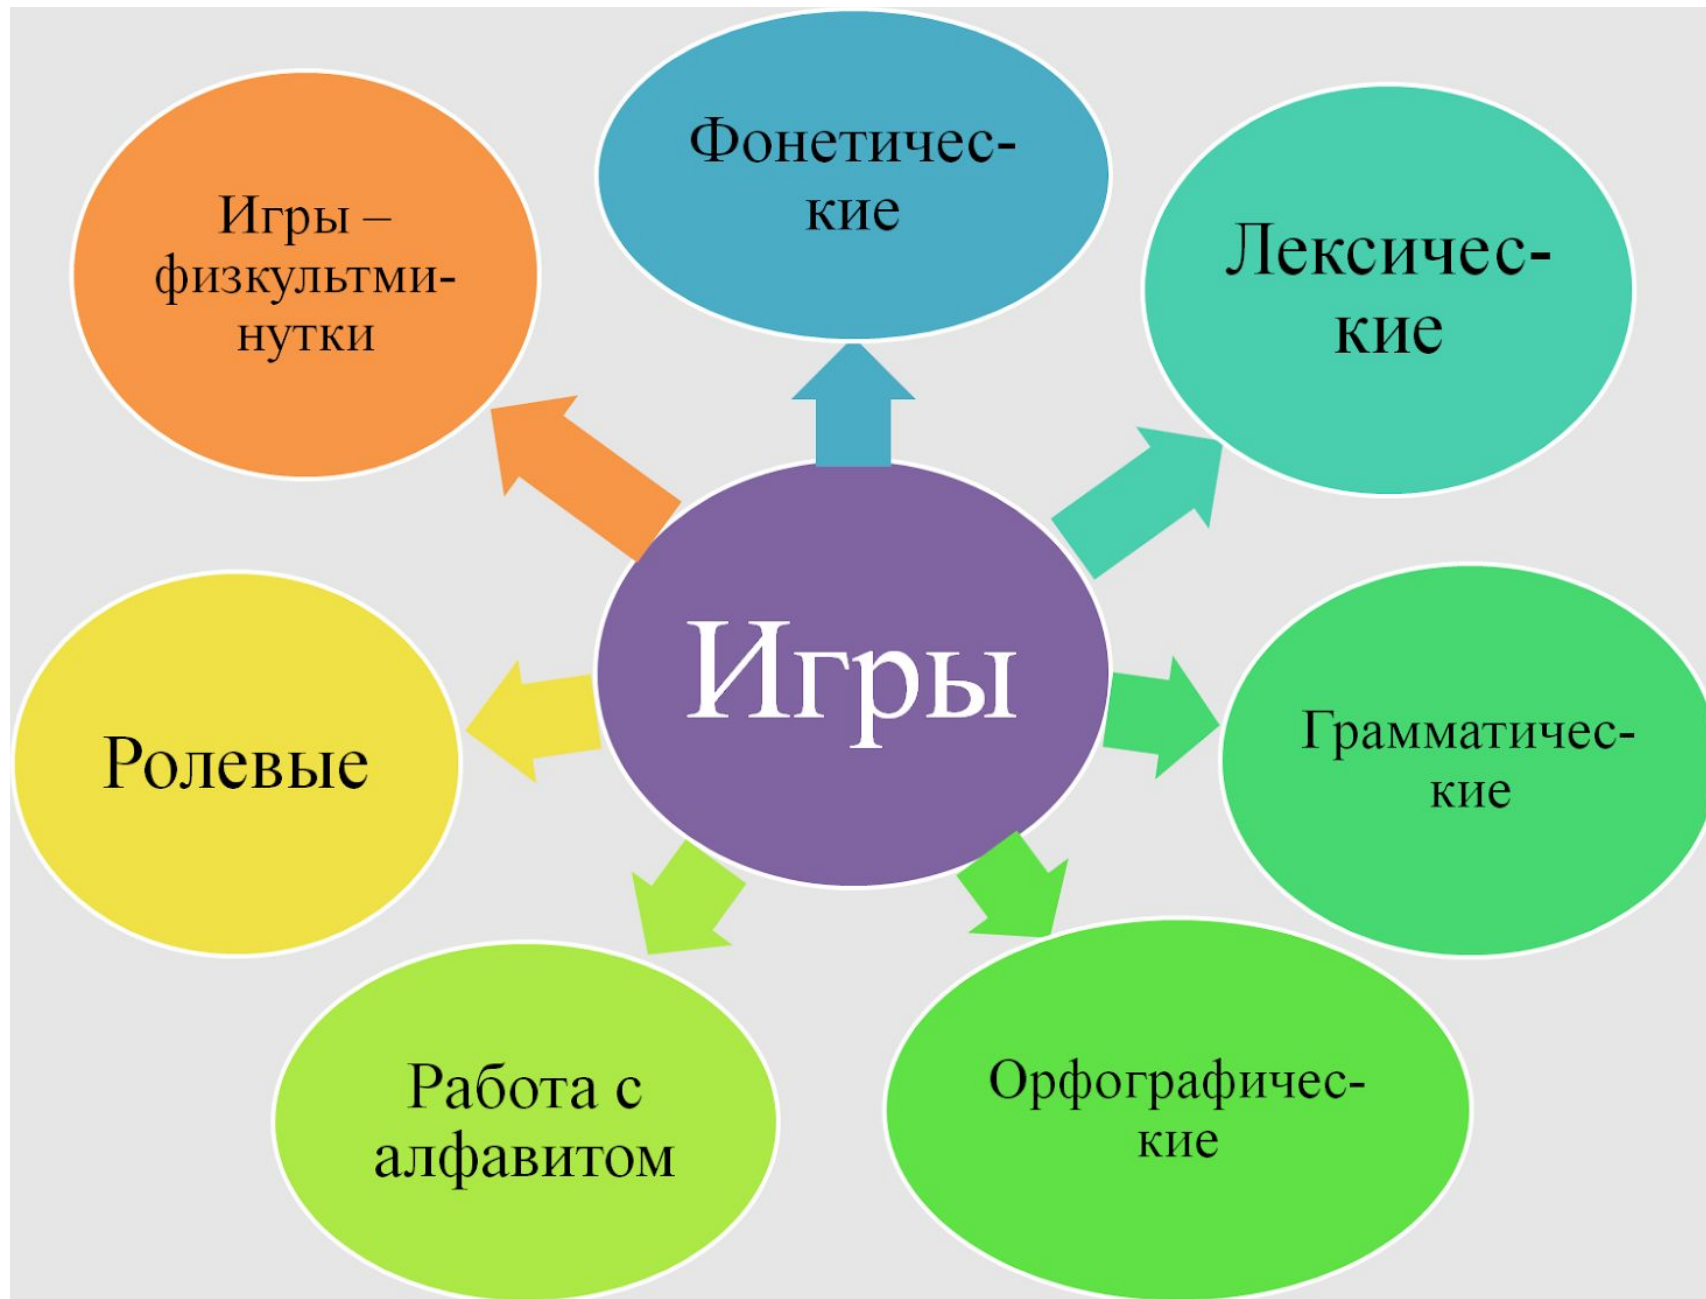 Фонетичес-
кие
Лексичес-
кие
Грамматичес-
кие
Орфографичес-
кие
Работа с
алфавитом
Ролевые
Игры –
физкультми-
нутки
Игры